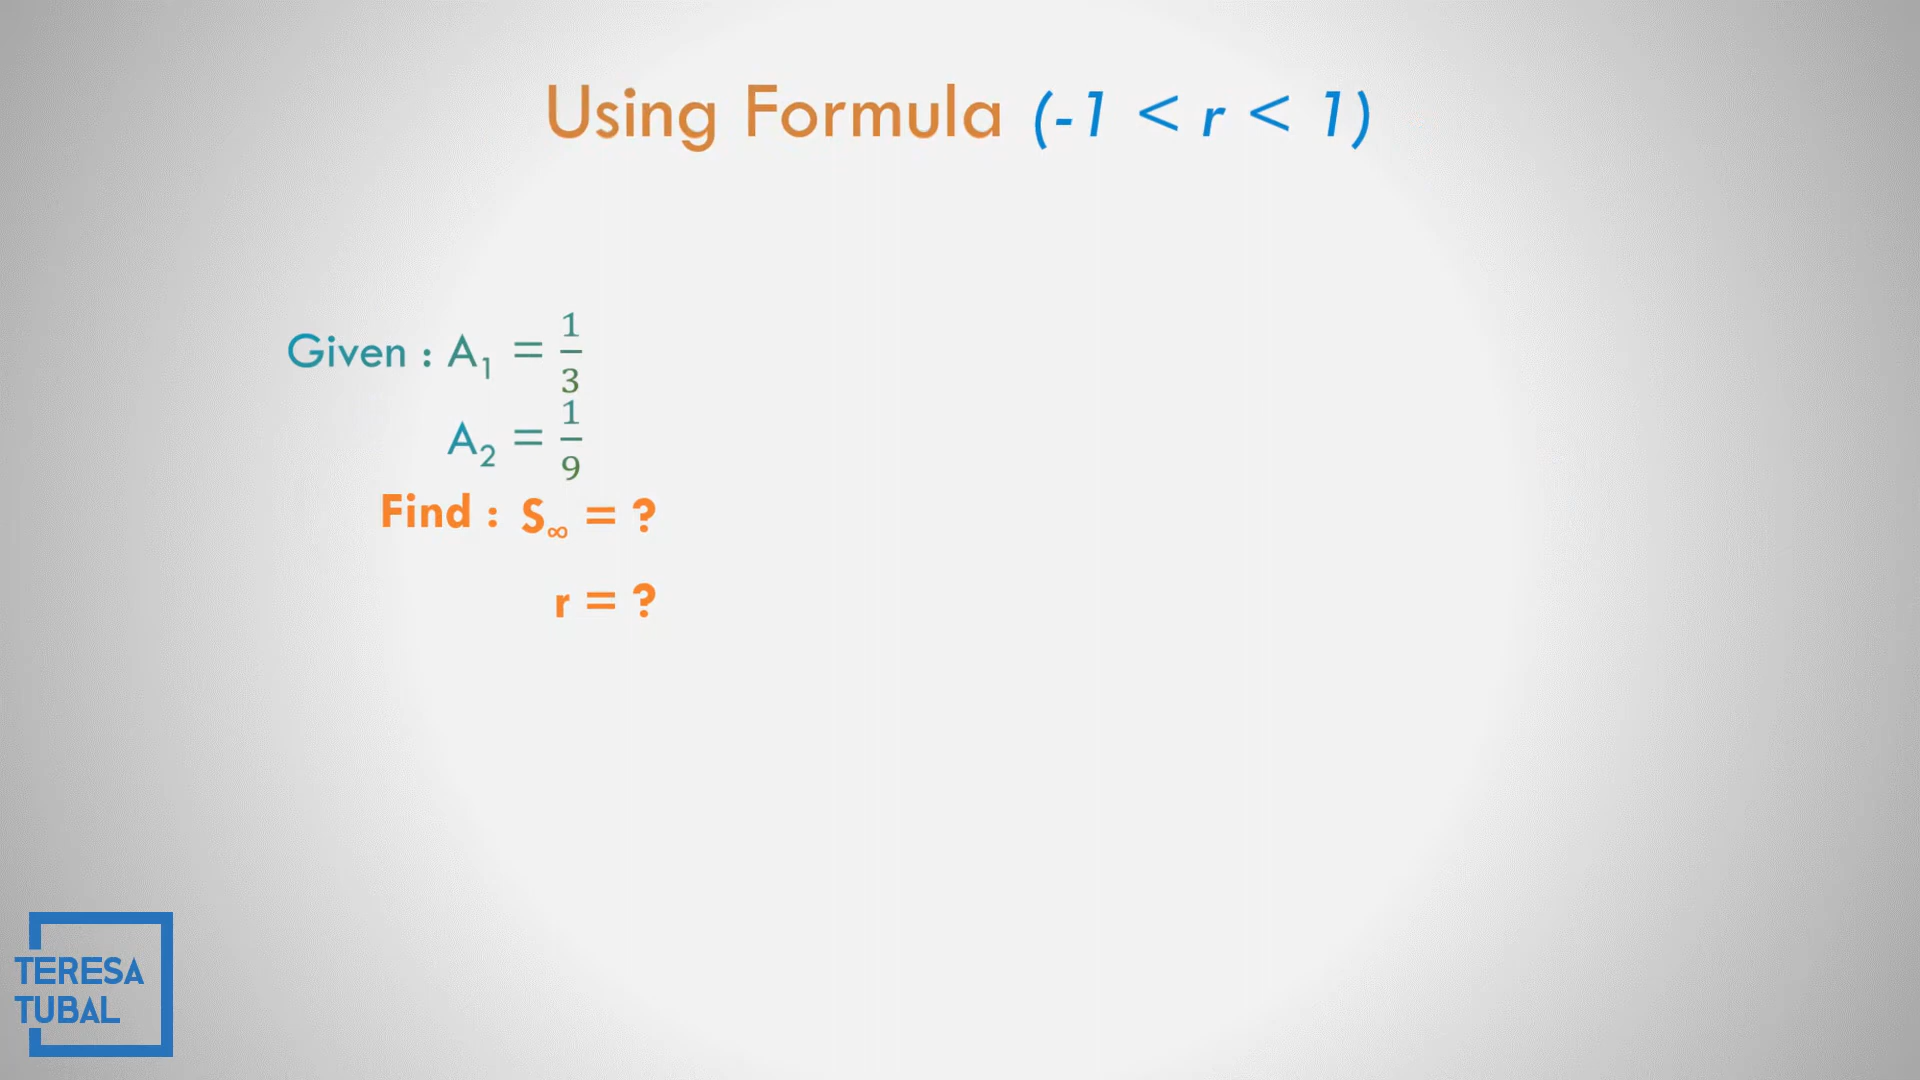 Using Formula (-1 < r < 1)
Given : A₁ = 1/3
A₂ = 1/9
Find : S∞ = ?
r = ?
TERESA
TUBAL